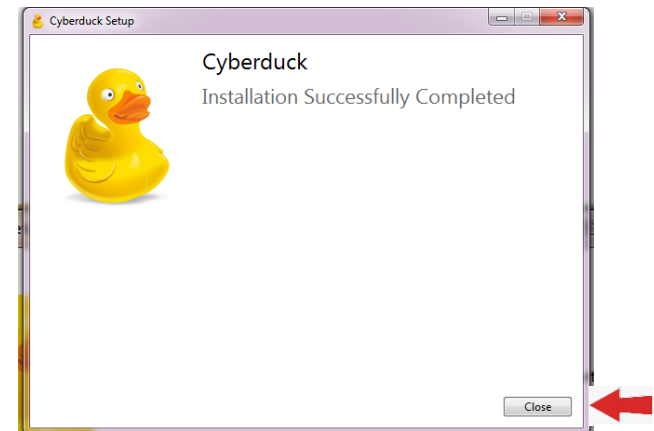 Cyberduck Setup
Cyberduck
Installation Successfully Completed
Close